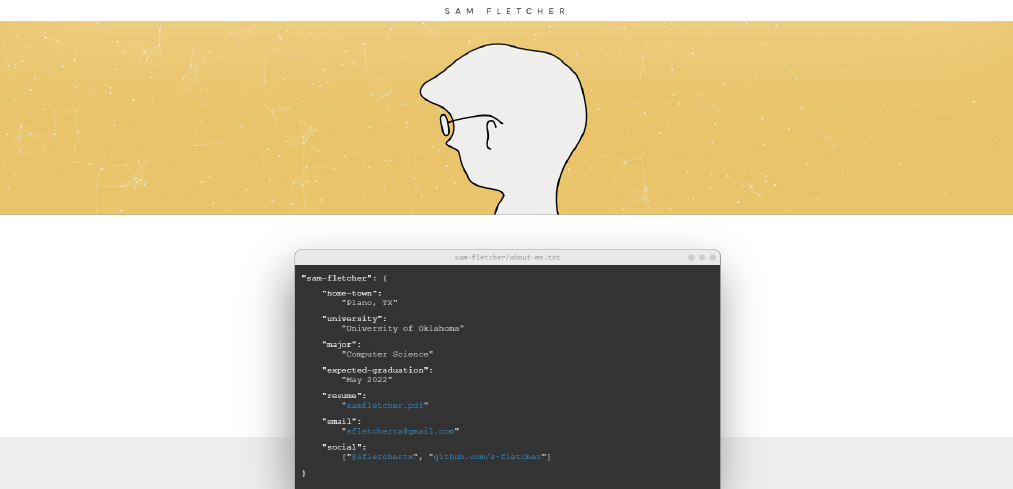 SAM FLETCHER
sam-fletcher/about-me.txt
"sam-fletcher": {
"home-town":
"Plano, TX"
"university":
"University of Oklahoma"
"major":
"Computer Science"
"expected-graduation":
"May 2022"
"resume":
"samfletcher.pdf"
"email":
"sfletchertx@gmail.com"
"social":
["@sfletchertx", "github.com/s-fletcher"]
}